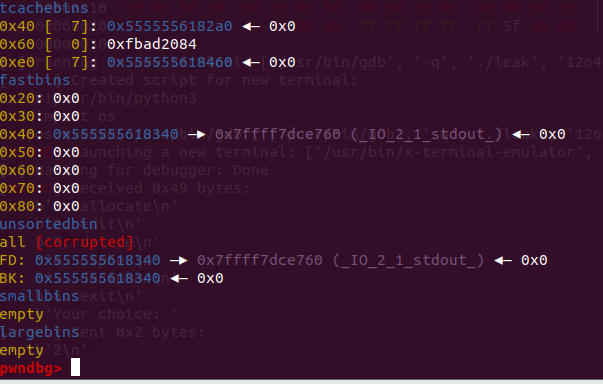 tcachebins
0x40 [  7]: 0x5555556182a0 ◂— 0x0
0x60 [  0]: 0xfbad2084
0xe0 [  7]: 0x555555618460 ◂— 0x0
fastbins
0x20: 0x0
0x30: 0x0
0x40: 0x555555618340 —▸ 0x7ffff7dce760 (_IO_2_1_stdout_) ◂— 0x0
0x50: 0x0
0x60: 0x0
0x70: 0x0
0x80: 0x0
unsortedbin
all [corrupted]
FD: 0x555555618340 —▸ 0x7ffff7dce760 (_IO_2_1_stdout_) ◂— 0x0
BK: 0x555555618340 ◂— 0x0
smallbins
empty
largebins
empty
pwndbg>